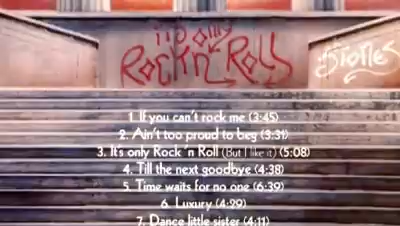 it's only
Rock 'n' Roll
Stones
1. If you can't rock me (3:45)
2. Ain't too proud to beg (3:31)
3. It's only Rock 'n Roll (But I like it) (5:08)
4. Till the next goodbye (4:38)
5. Time waits for no one (6:39)
6. Luxury (4:29)
7. Dance little sister (4:11)